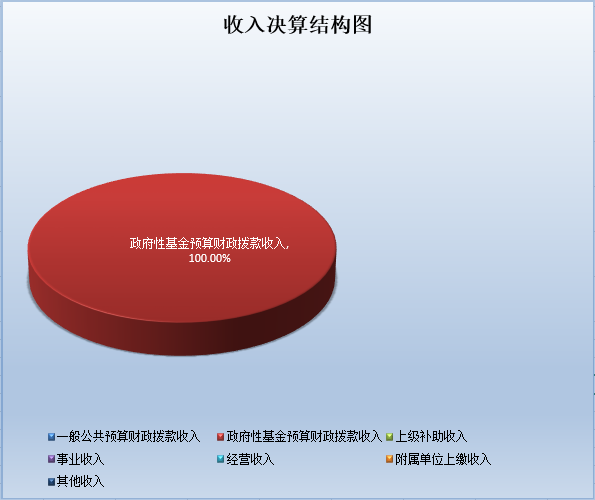 收入决算结构图
政府性基金预算财政拨款收入,
100.00%
一般公共预算财政拨款收入 政府性基金预算财政拨款收入 上级补助收入
事业收入 经营收入 附属单位上缴收入
其他收入